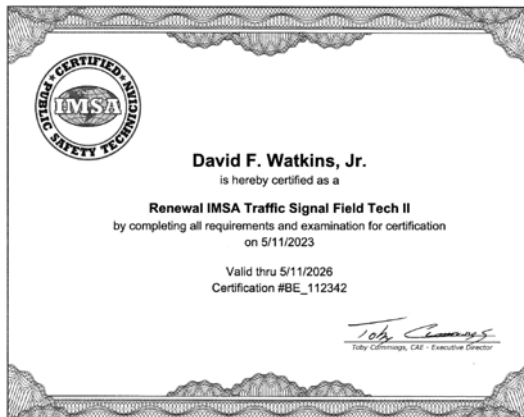 CERTIFIED
IMSA
PUBLIC SAFETY TECHNICIAN
David F. Watkins, Jr.
is hereby certified as a
Renewal IMSA Traffic Signal Field Tech II
by completing all requirements and examination for certification
on 5/11/2023
Valid thru 5/11/2026
Certification #BE_112342
Toby Cummings
Toby Cummings, CAE - Executive Director